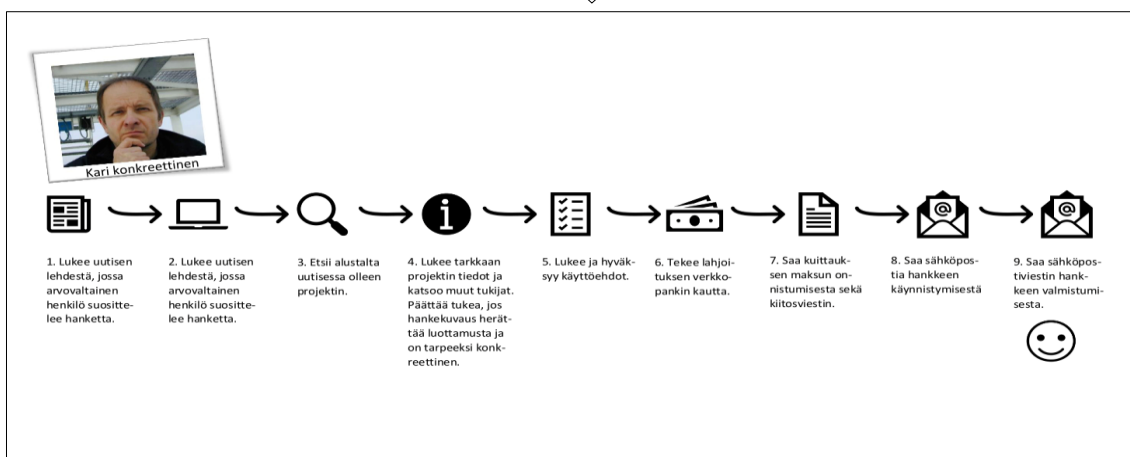 Kari konkreettinen
1. Lukee uutisen
lehdestä, jossa
arvovaltainen
henkilö suositte-
lee hanketta.
2. Lukee uutisen
lehdestä, jossa
arvovaltainen
henkilö suositte-
lee hanketta.
3. Etsii alustalta
uutisessa olleen
projektin.
4. Lukee tarkkaan
projektin tiedot ja
katsoo muut tukijat.
Päättää tukea, jos
hankekuvaus herät-
tää luottamusta ja
on tarpeeksi konk-
reettinen.
5. Lukee ja hyväk-
syy käyttöehdot.
6. Tekee lahjoi-
tuksen verkko-
pankin kautta.
7. Saa kuittauk-
sen maksun on-
nistumisesta sekä
kiitosviestin.
8. Saa sähköpos-
tia hankkeen
käynnistymisestä
9. Saa sähköpos-
tiviestin hank-
keen valmistumi-
sesta.